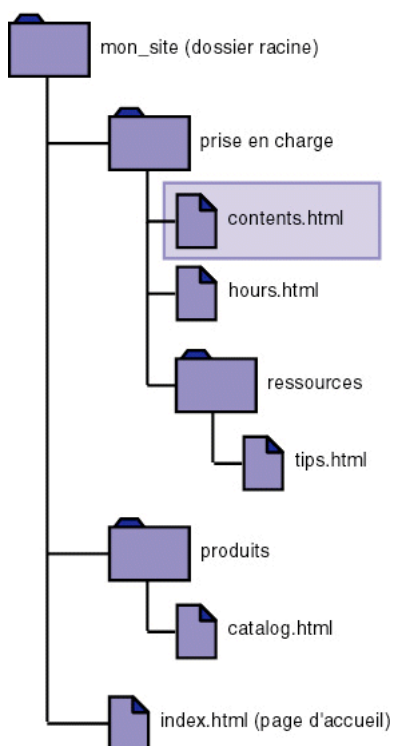 mon_site (dossier racine)
prise en charge
contents.html
hours.html
ressources
tips.html
produits
catalog.html
index.html (page d'accueil)